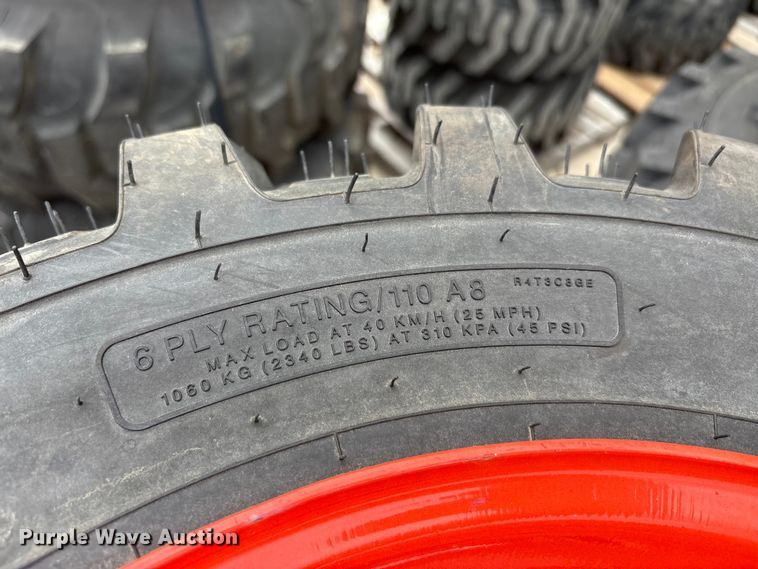 6 PLY RATING/110 A8
R4T3C3GE
MAX LOAD AT 40 KM/H (25 MPH)
1060 KG (2340 LBS) AT 310 KPA (45 PSI)
Purple Wave Auction®